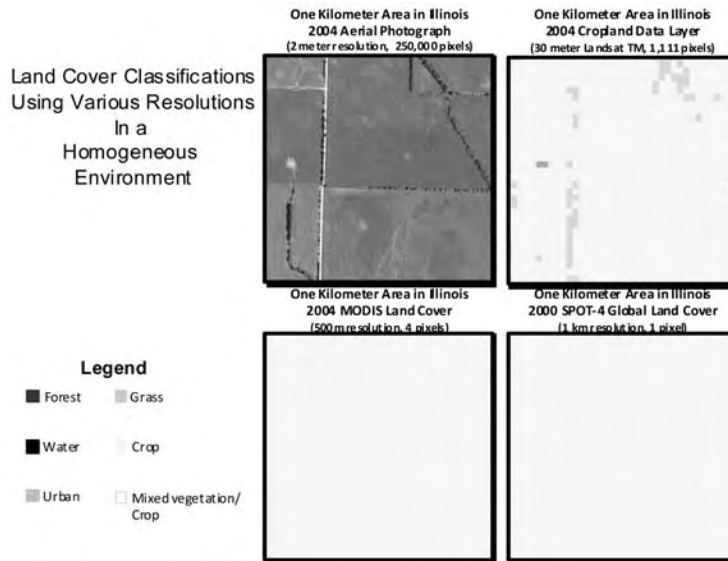 Land Cover Classifications
Using Various Resolutions
In a
Homogeneous
Environment
One Kilometer Area in Illinois
2004 Aerial Photograph
(2 meter resolution, 250,000 pixels)
One Kilometer Area in Illinois
2004 Cropland Data Layer
(30 meter Landsat TM, 1,111 pixels)
One Kilometer Area in Illinois
2004 MODIS Land Cover
(500 m resolution, 4 pixels)
One Kilometer Area in Illinois
2000 SPOT-4 Global Land Cover
(1 km resolution, 1 pixel)
Legend
Forest
Grass
Water
Crop
Urban
Mixed vegetation/
Crop